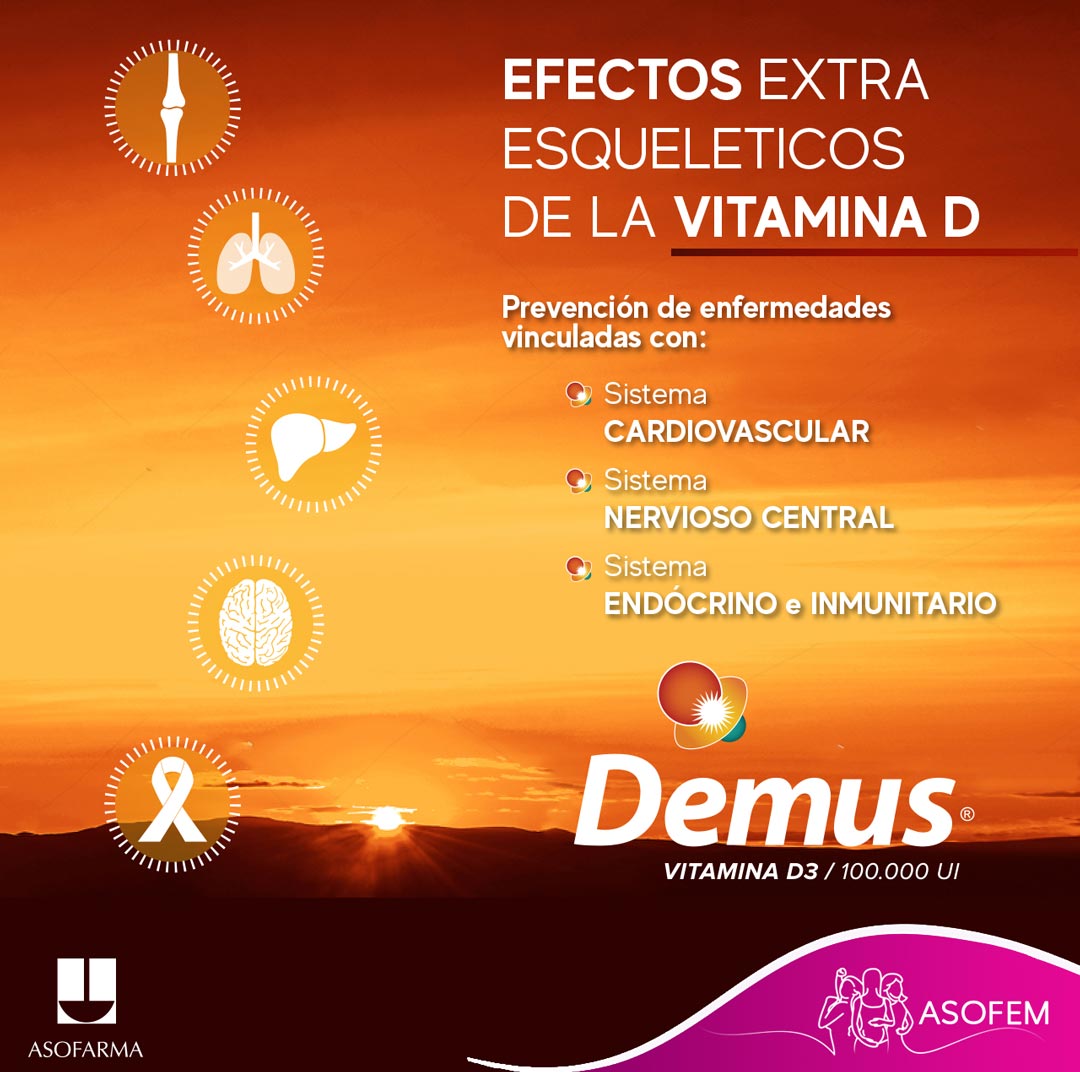 EFECTOS EXTRA
ESQUELETICOS
DE LA VITAMINA D
Prevención de enfermedades
vinculadas con:
Sistema
CARDIOVASCULAR
Sistema
NERVIOSO CENTRAL
Sistema
ENDÓCRINO e INMUNITARIO
Demus®
VITAMINA D3 / 100.000 UI
ASOFARMA
ASOFEM